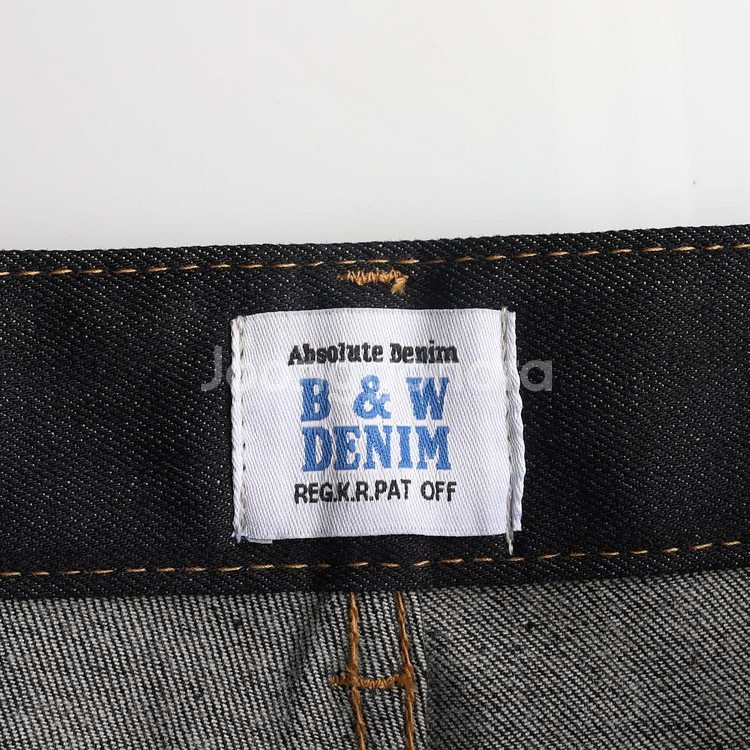 Absolute Denim
B & W
DENIM
REG.K.R.PAT OFF